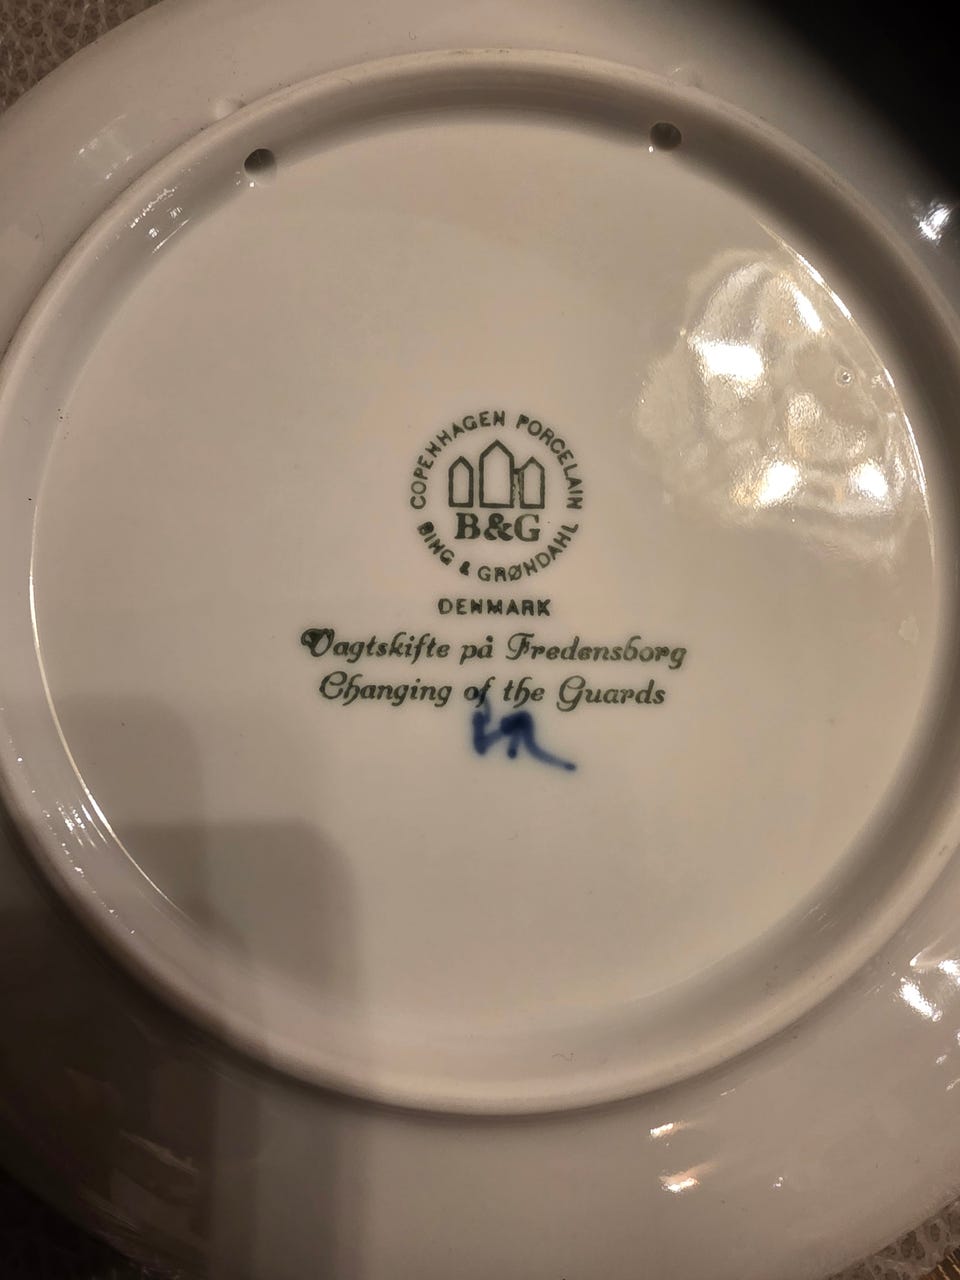 COPENHAGEN PORCELAIN
B&G
BING & GRØNDAHL
DENMARK
Vagtskifte på Fredensborg
Changing of the Guards